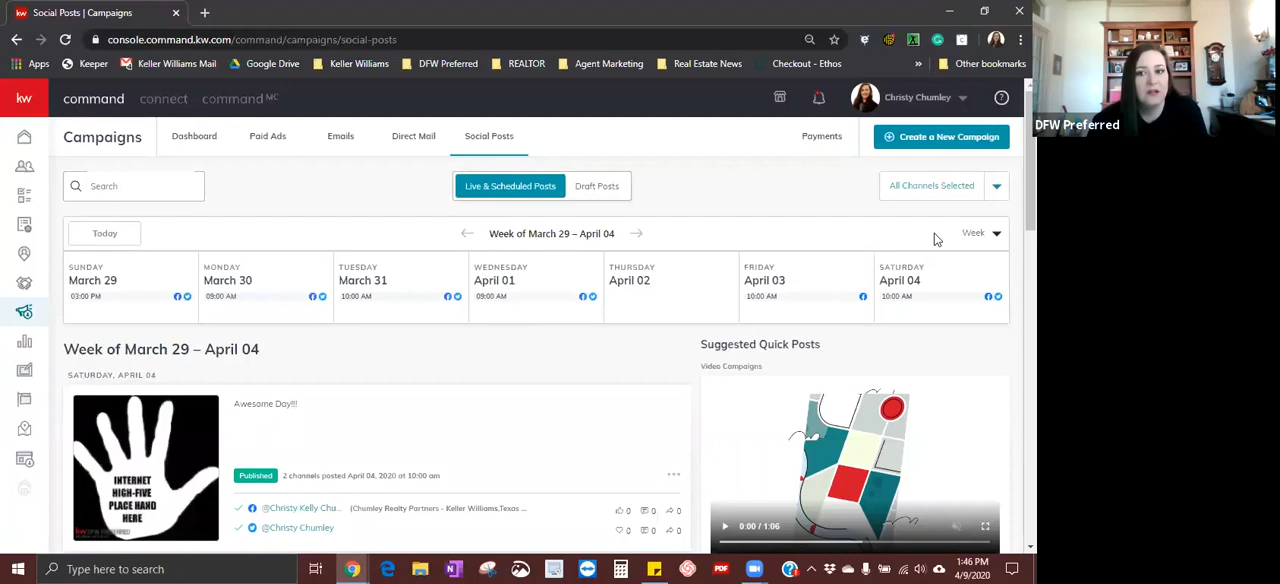 Social Posts | Campaigns
console.command.kw.com/command/campaigns/social-posts
Apps Keeper Keller Williams Mail Google Drive Keller Williams DFW Preferred REALTOR Agent Marketing Real Estate News Checkout - Ethos » Other bookmarks
DFW Preferred
kw command connect command MC Christy Chumley
Campaigns Dashboard Paid Ads Emails Direct Mail Social Posts Payments Create a New Campaign
Search Live & Scheduled Posts Draft Posts All Channels Selected
Today Week of March 29 – April 04 Week
SUNDAY MONDAY TUESDAY WEDNESDAY THURSDAY FRIDAY SATURDAY
March 29 March 30 March 31 April 01 April 02 April 03 April 04
03:00 PM 09:00 AM 10:00 AM 09:00 AM 10:00 AM 10:00 AM
Week of March 29 – April 04
Suggested Quick Posts
Video Campaigns
SATURDAY, APRIL 04
Awesome Day!!!
INTERNET
HIGH-FIVE
PLACE HAND
HERE
Published 2 channels posted April 04, 2020 at 10:00 am
@Christy Kelly Chu... (Chumley Realty Partners - Keller Williams,Texas ... 0 0 0
@Christy Chumley 0 0 0
0:00 / 1:06
Type here to search
1:46 PM
4/9/2020